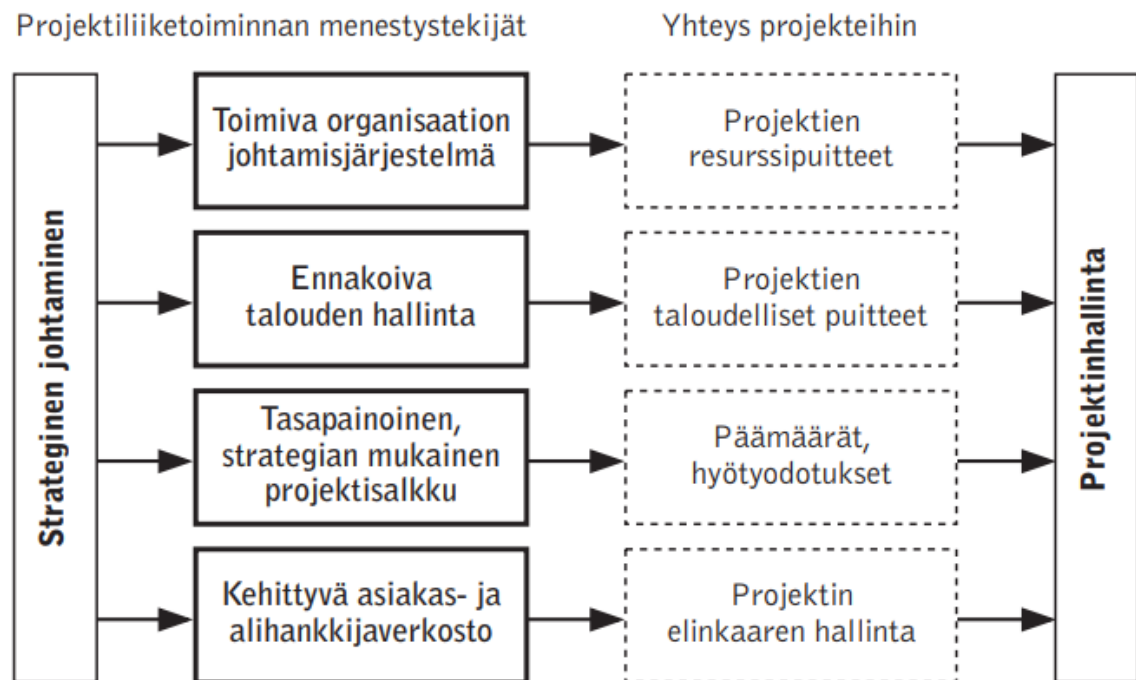 Projektiliiketoiminnan menestystekijät
Yhteys projekteihin
Strateginen johtaminen
Toimiva organisaation
johtamisjärjestelmä
Projektien
resurssipuitteet
Ennakoiva
talouden hallinta
Projektien
taloudelliset puitteet
Tasapainoinen,
strategian mukainen
projektisalkku
Päämäärät,
hyötyodotukset
Kehittyvä asiakas- ja
alihankkijaverkosto
Projektin
elinkaaren hallinta
Projektinhallinta